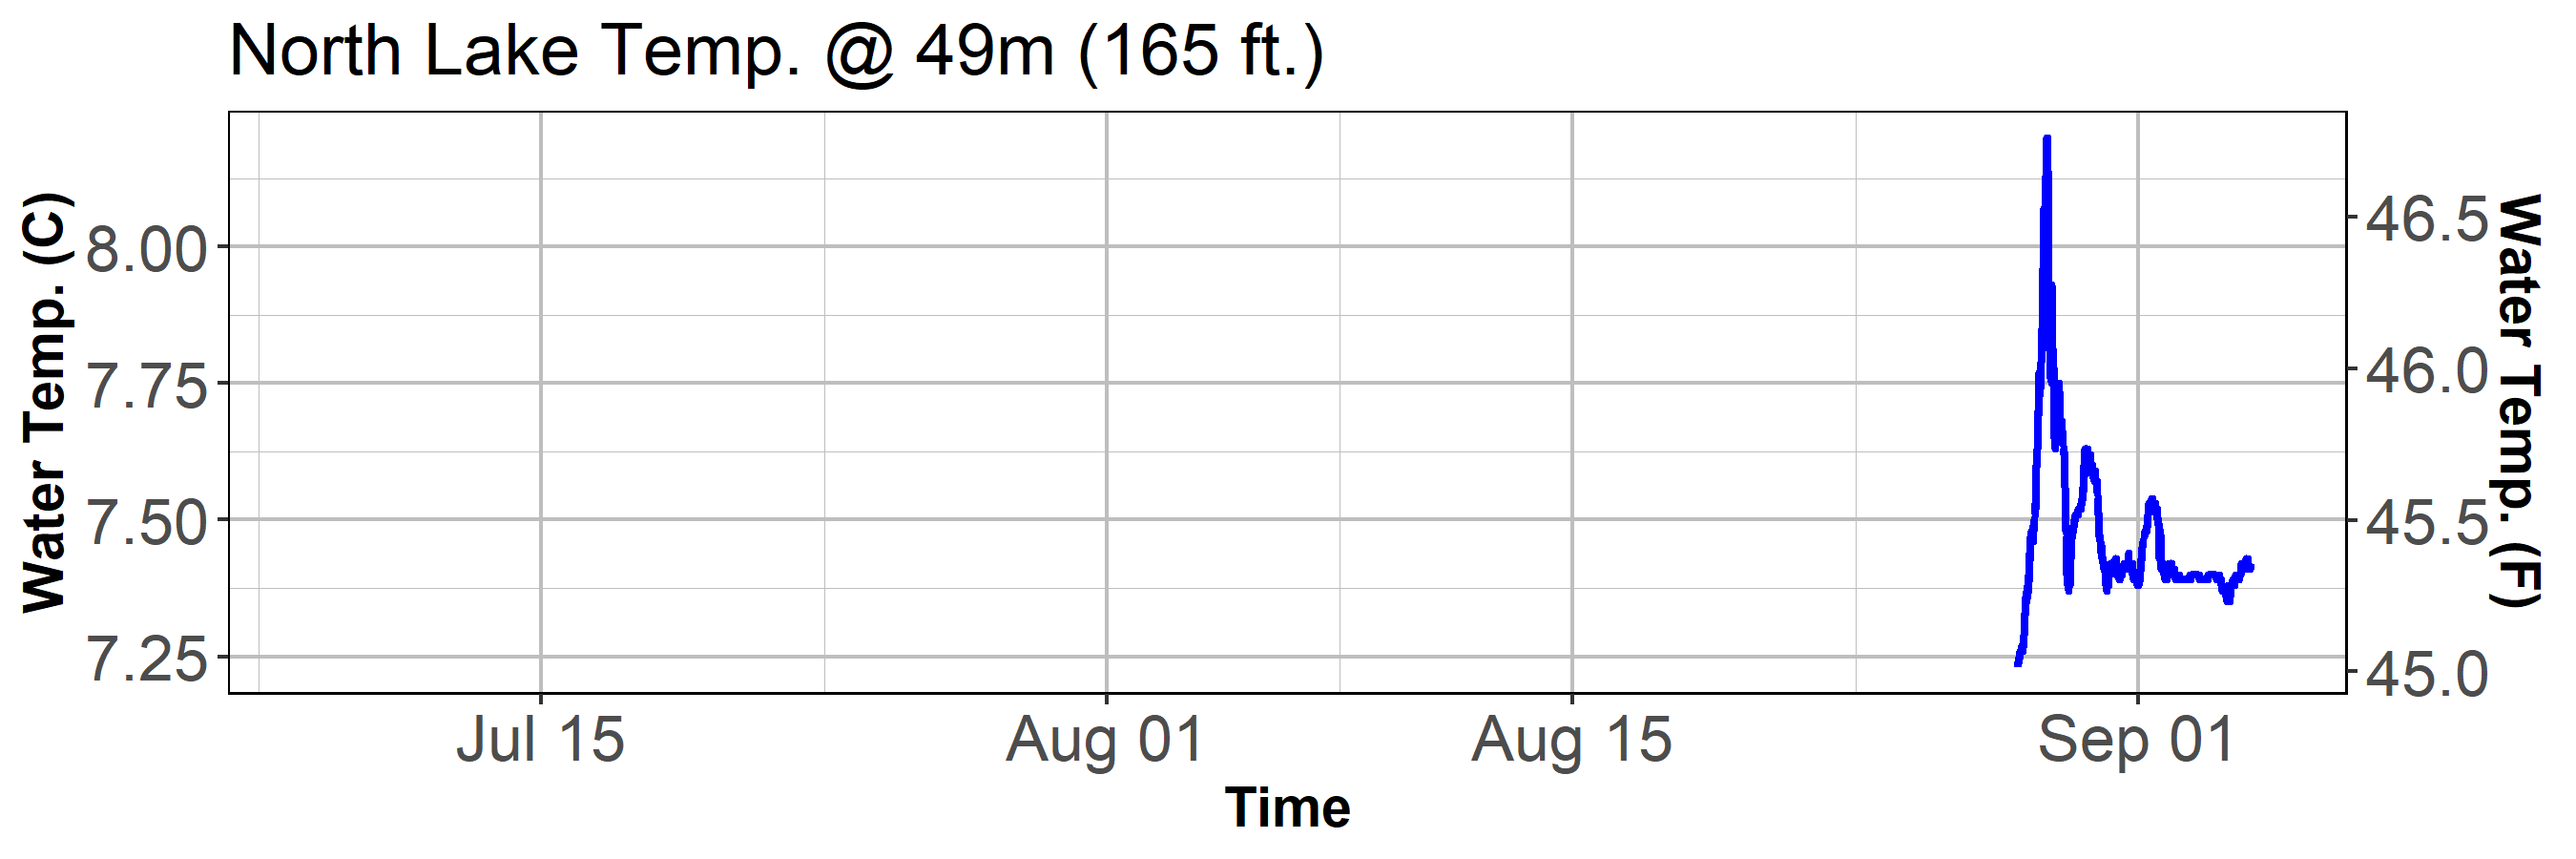 North Lake Temp. @ 49m (165 ft.)
Water Temp. (C)
8.00
7.75
7.50
7.25
46.5
46.0
45.5
45.0
Water Temp. (F)
Jul 15
Aug 01
Aug 15
Sep 01
Time